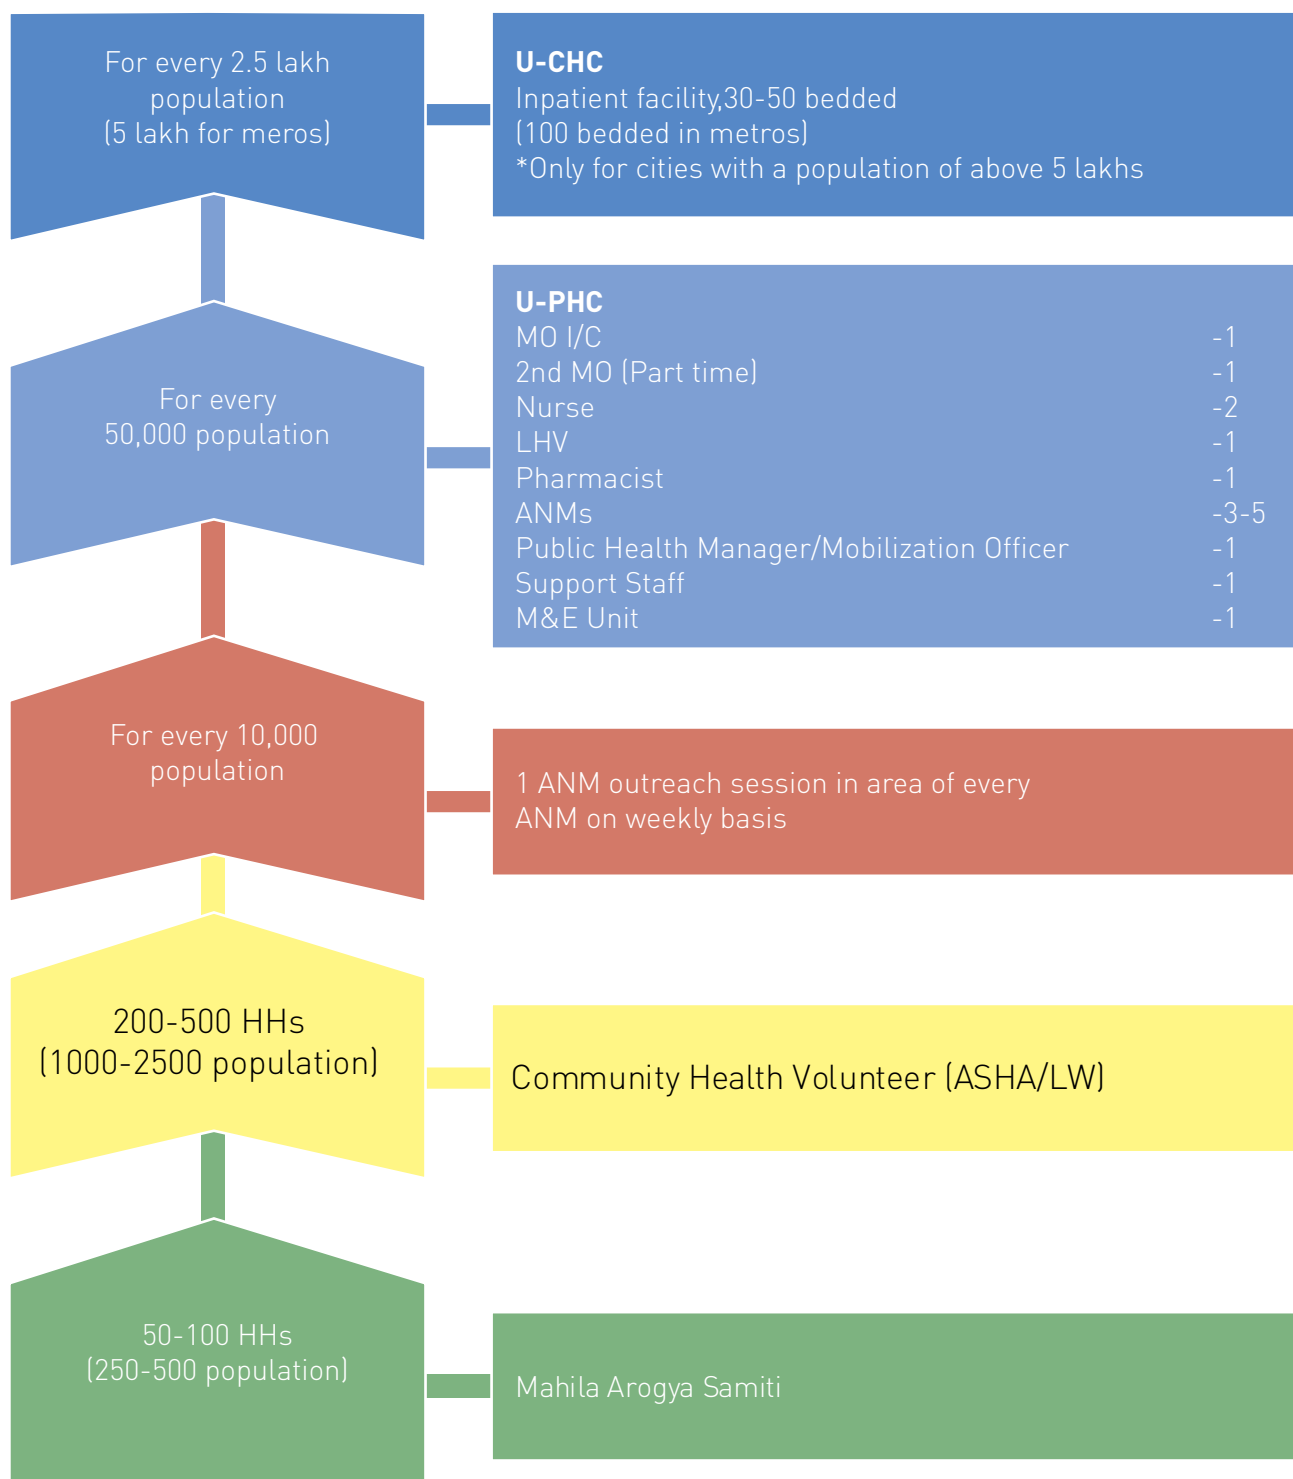 For every 2.5 lakh
population
(5 lakh for meros)
U-CHC
Inpatient facility,30-50 bedded
(100 bedded in metros)
*Only for cities with a population of above 5 lakhs
For every
50,000 population
U-PHC
MO I/C -1
2nd MO (Part time) -1
Nurse -2
LHV -1
Pharmacist -1
ANMs -3-5
Public Health Manager/Mobilization Officer -1
Support Staff -1
M&E Unit -1
For every 10,000
population
1 ANM outreach session in area of every
ANM on weekly basis
200-500 HHs
(1000-2500 population)
Community Health Volunteer (ASHA/LW)
50-100 HHs
(250-500 population)
Mahila Arogya Samiti